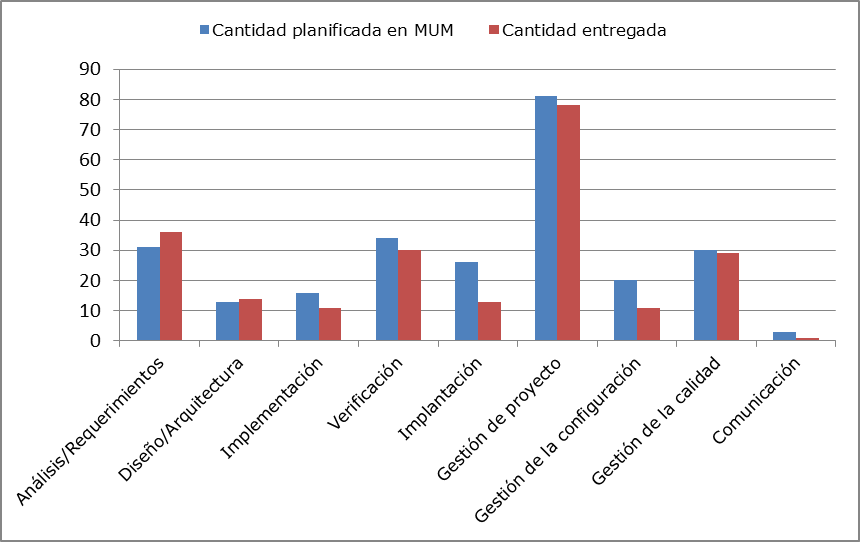 Cantidad planificada en MUM Cantidad entregada
90
80
70
60
50
40
30
20
10
0
Análisis/Requerimientos
Diseño/Arquitectura
Implementación
Verificación
Implantación
Gestión de proyecto
Gestión de la configuración
Gestión de la calidad
Comunicación